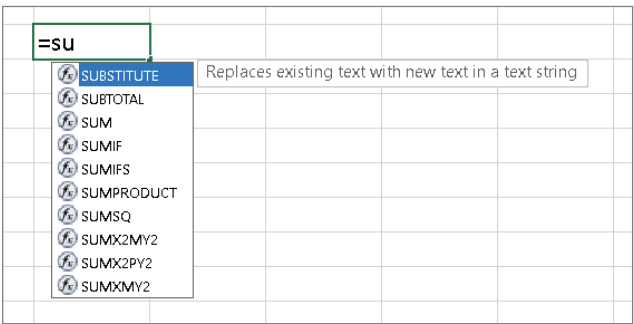 =su
SUBSTITUTE Replaces existing text with new text in a text string
SUBTOTAL
SUM
SUMIF
SUMIFS
SUMPRODUCT
SUMSQ
SUMX2MY2
SUMX2PY2
SUMXMY2